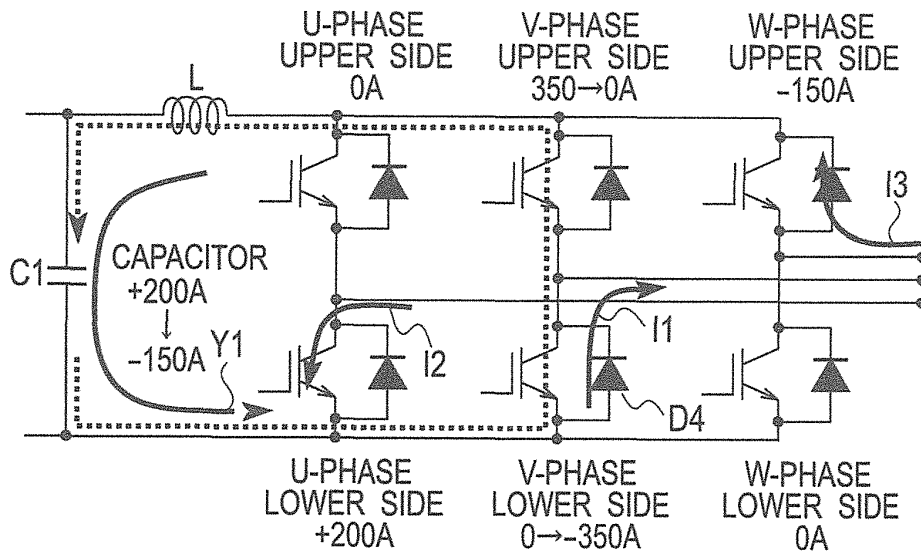 U-PHASE
UPPER SIDE
0A
V-PHASE
UPPER SIDE
350→0A
W-PHASE
UPPER SIDE
-150A
L
I3
C1
CAPACITOR
+200A
↓
-150A
Y1
I2
I1
D4
U-PHASE
LOWER SIDE
+200A
V-PHASE
LOWER SIDE
0→-350A
W-PHASE
LOWER SIDE
0A